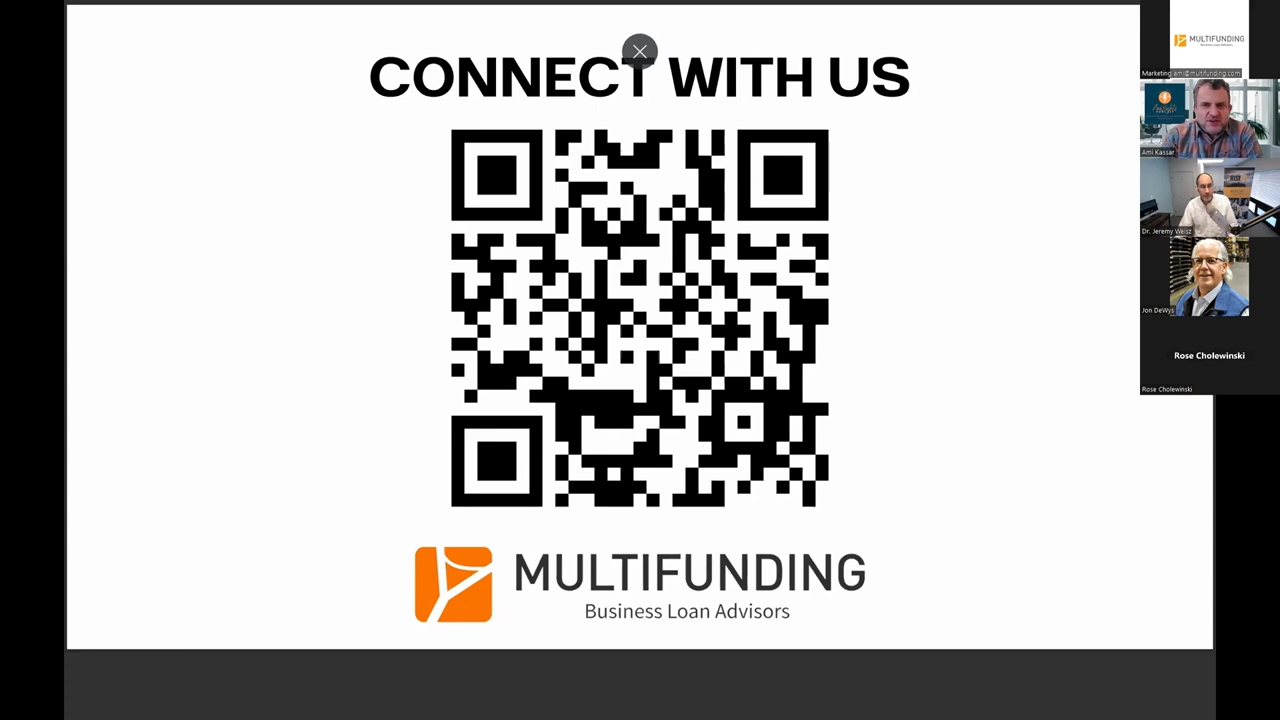 CONNECT WITH US
MULTIFUNDING
Business Loan Advisors
MULTIFUNDING
Business Loan Advisors
Marketing ami@multifunding.com
Ami Kassar
RISE
Dr. Jeremy Weisz
Jon DeWys
Rose Cholewinski
Rose Cholewinski